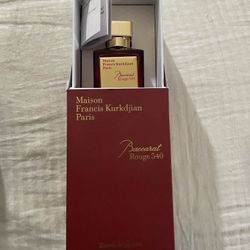 Maison
Francis Kurkdjian
Paris
Baccarat
Rouge 540
Maison
Francis Kurkdjian
Paris
Baccarat
Rouge 540